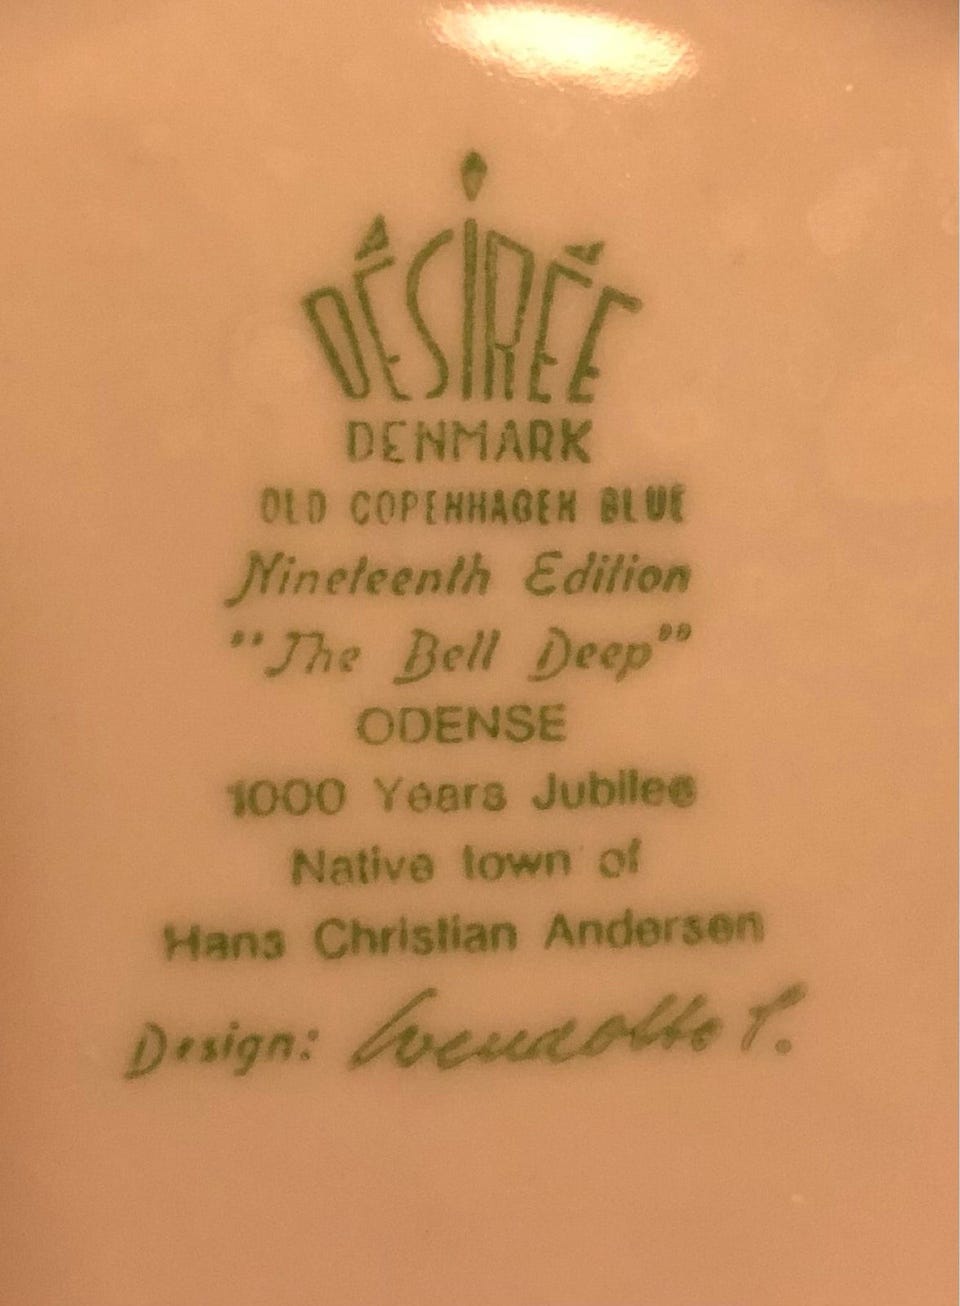 DÉSIRÉE
DENMARK
OLD COPENHAGEN BLUE
Nineteenth Edition
"The Bell Deep"
ODENSE
1000 Years Jubilee
Native town of
Hans Christian Andersen
Design: